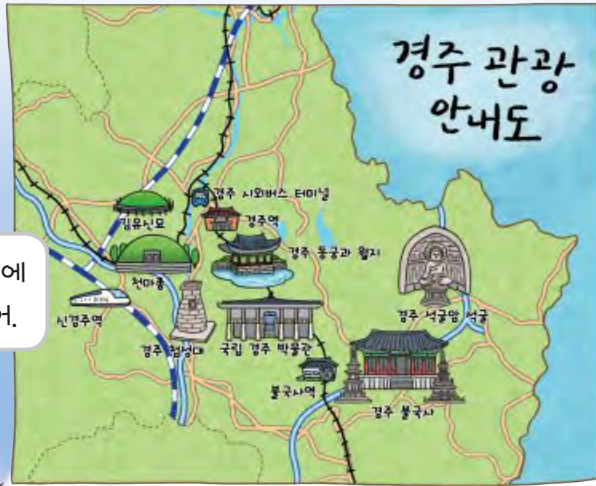 경주 관광
안내도
경주 시외버스 터미널
김유신묘
경주역
경주 동궁과 월지
에
천마총
어.
신경주역
경주 첨성대
국립 경주 박물관
경주 석굴암 석굴
불국사역
경주 불국사